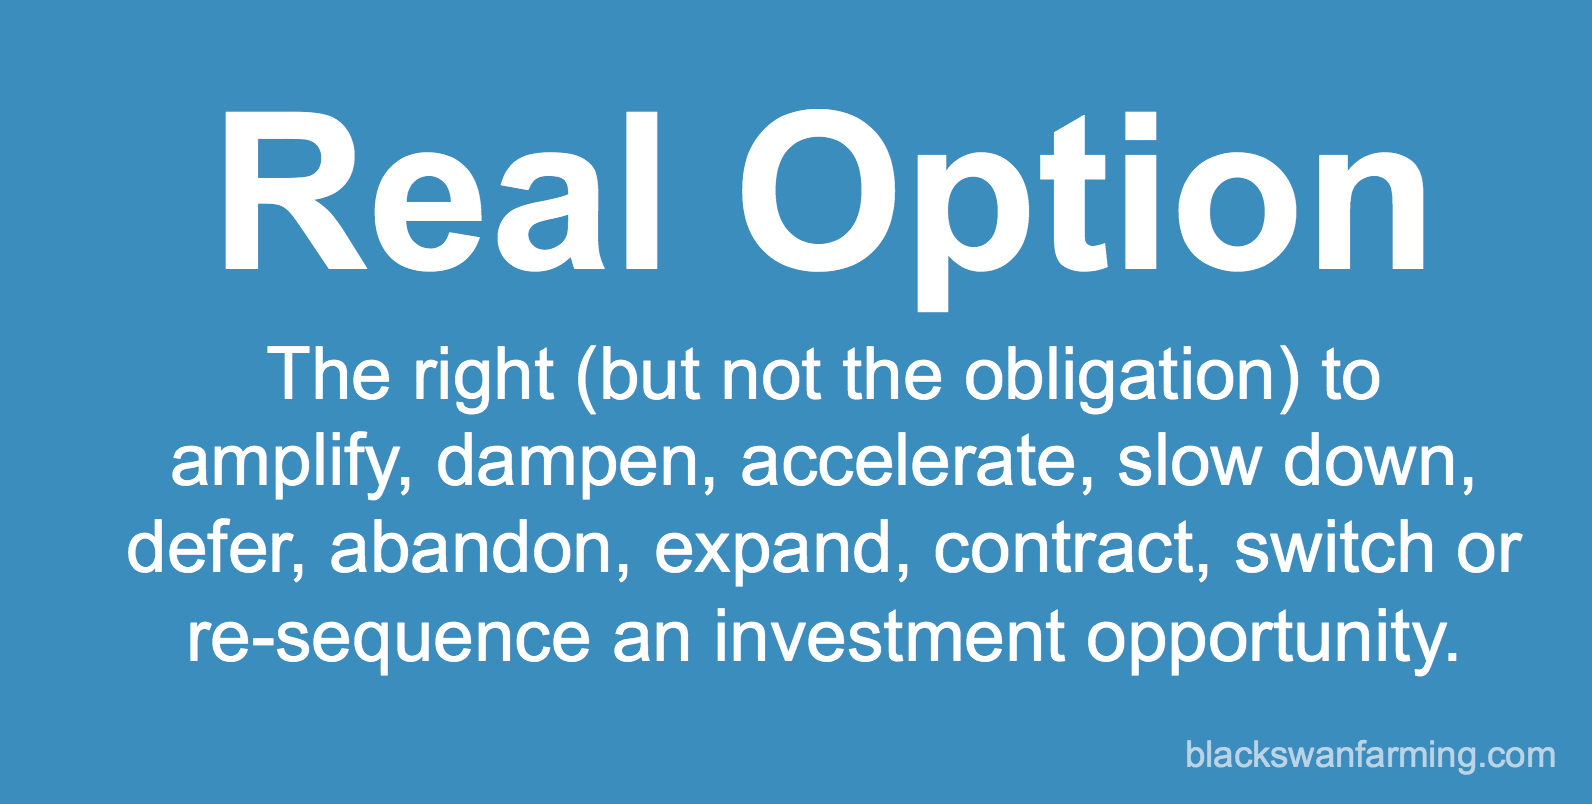 Real Option
The right (but not the obligation) to
amplify, dampen, accelerate, slow down,
defer, abandon, expand, contract, switch or
re-sequence an investment opportunity.
blackswanfarming.com